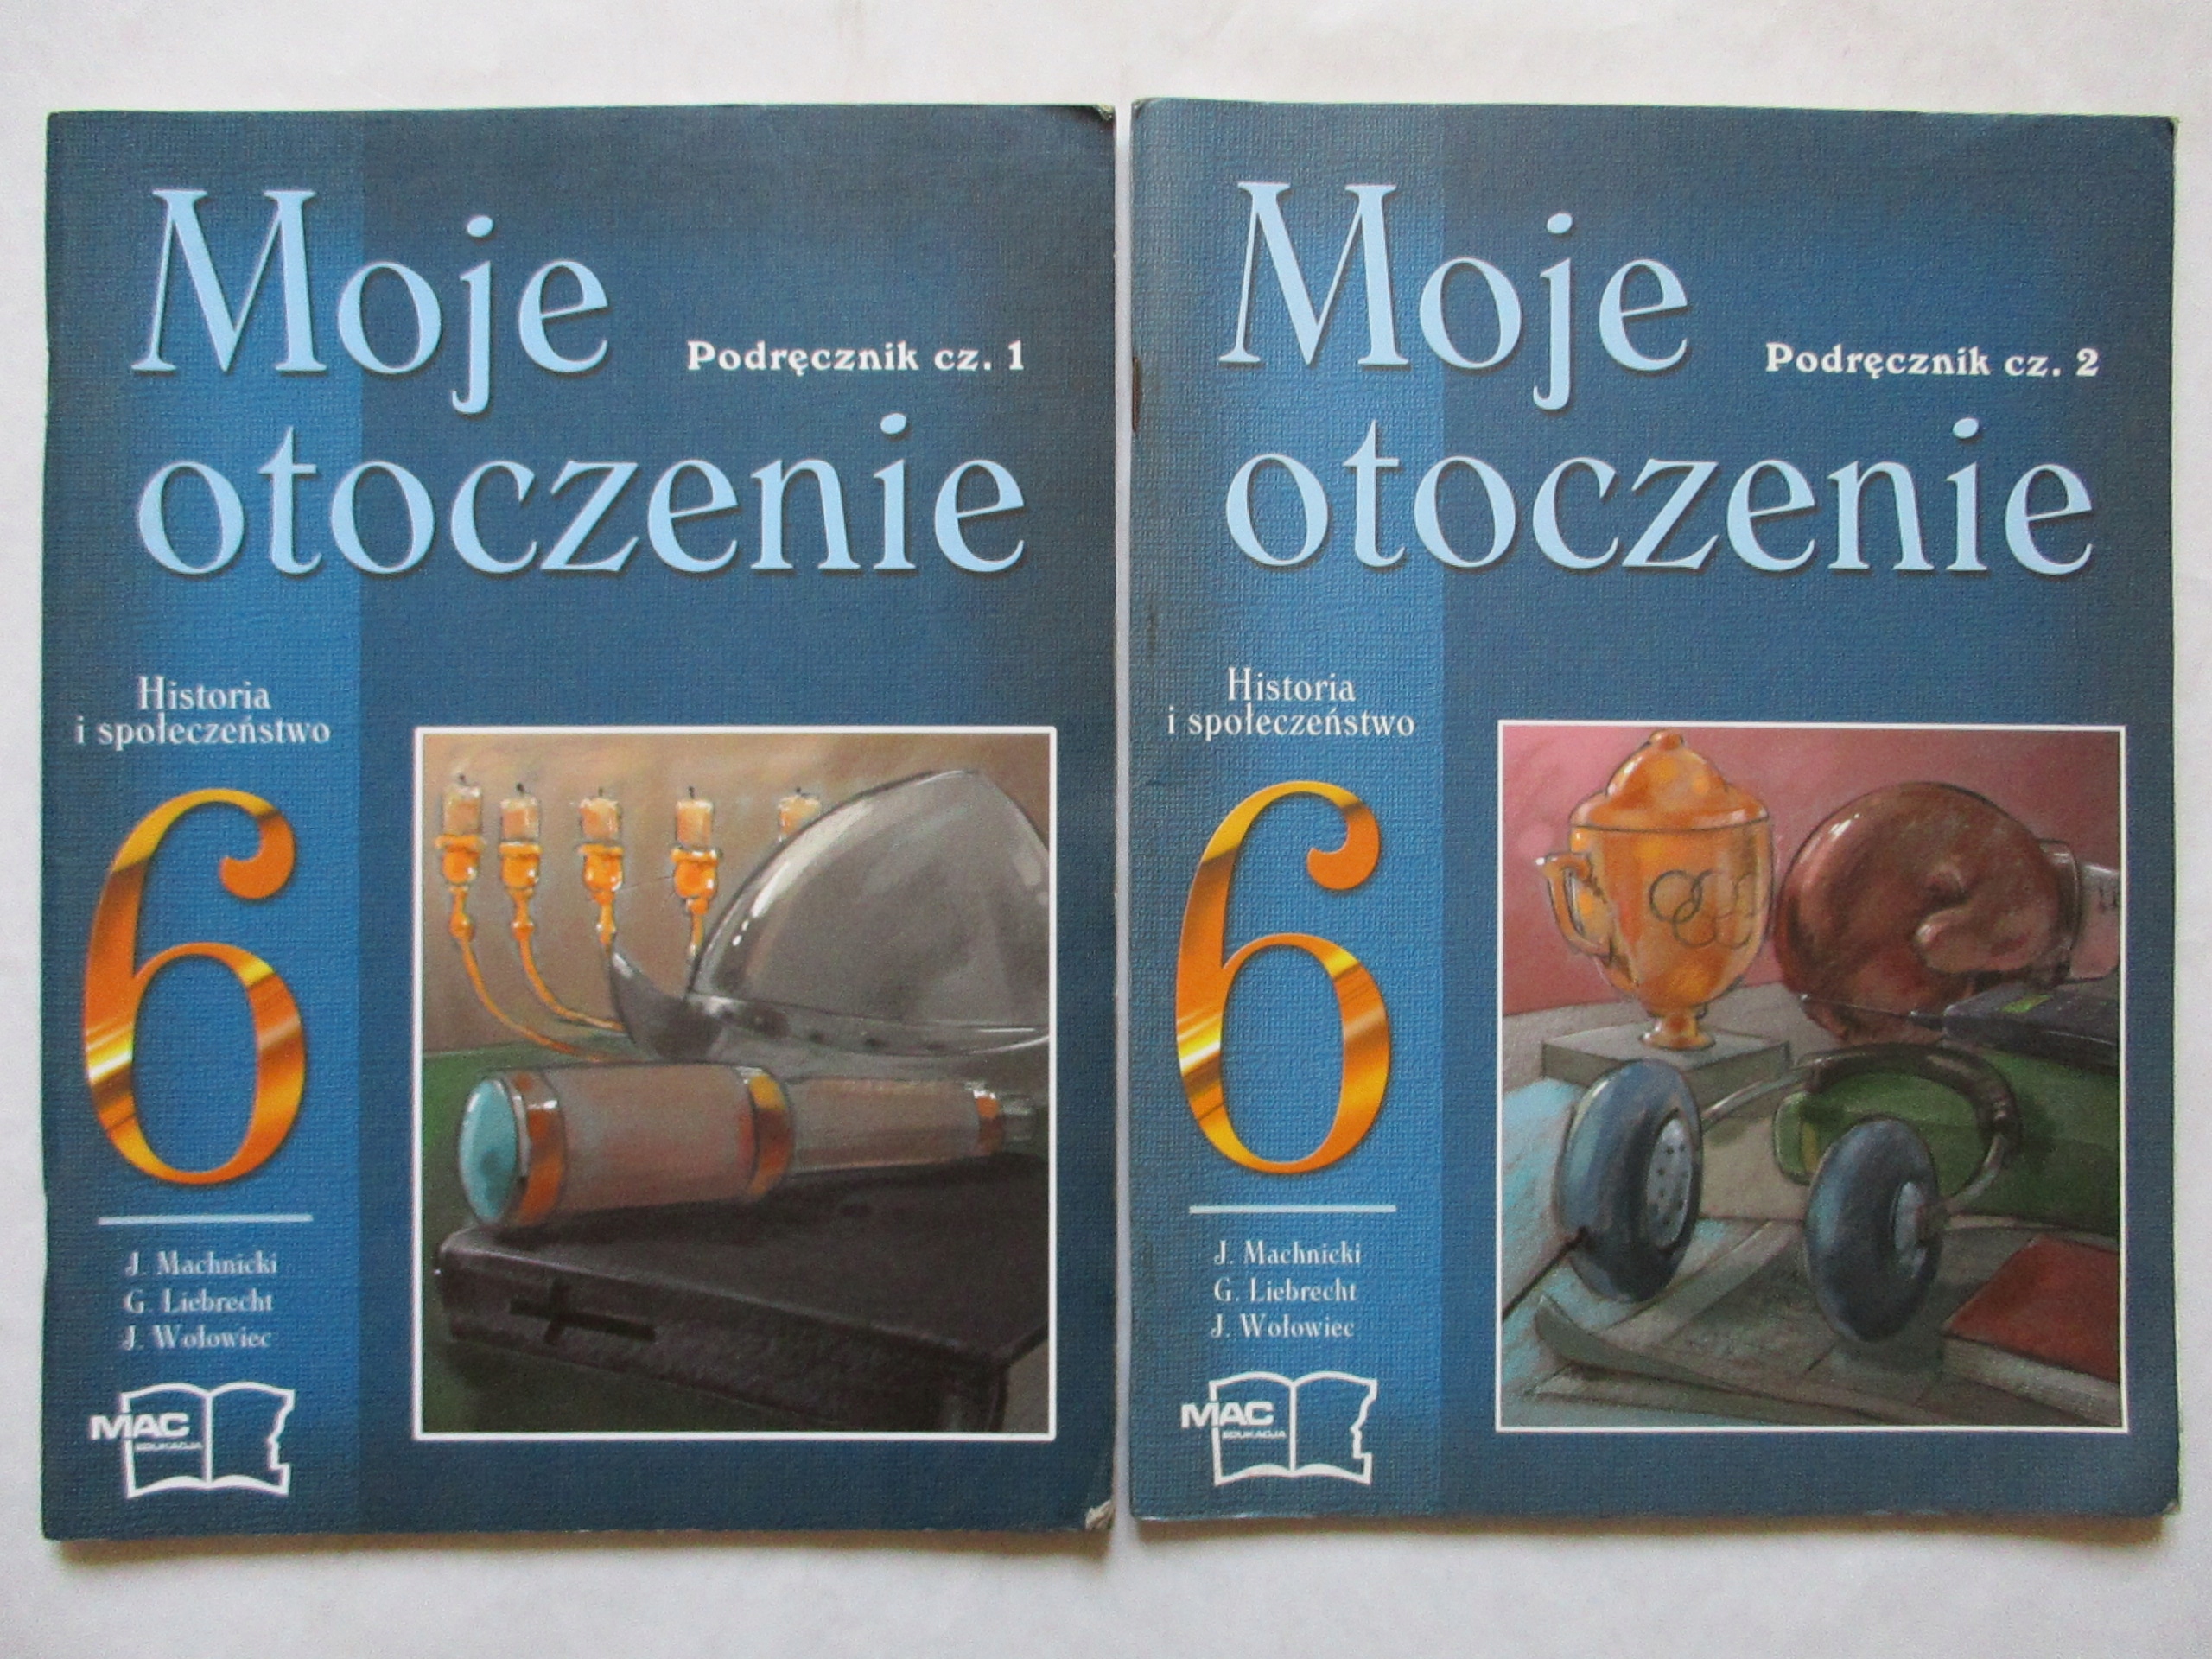 Moje
Podręcznik cz. 1
otoczenie
Historia
i społeczeństwo
6
J. Machnicki
G. Liebrecht
J. Wołowiec
MAC
EDUKACJA
Moje
Podręcznik cz. 2
otoczenie
Historia
i społeczeństwo
6
J. Machnicki
G. Liebrecht
J. Wołowiec
MAC
EDUKACJA